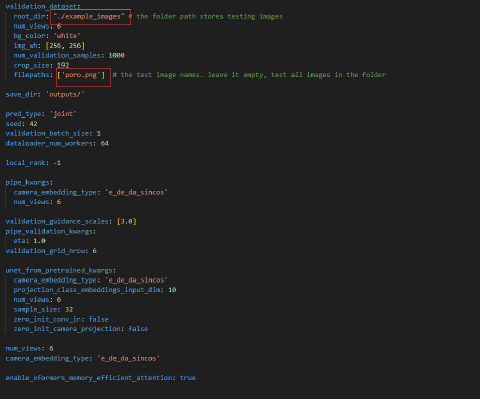 validation_dataset:
root_dir: "./example_images" # the folder path stores testing images
num_views: 6
bg_color: 'white'
img_wh: [256, 256]
num_validation_samples: 1000
crop_size: 192
filepaths: ['poro.png'] # the test image names. leave it empty, test all images in the folder
save_dir: 'outputs/'
pred_type: 'joint'
seed: 42
validation_batch_size: 1
dataloader_num_workers: 64
local_rank: -1
pipe_kwargs:
camera_embedding_type: 'e_de_da_sincos'
num_views: 6
validation_guidance_scales: [3.0]
pipe_validation_kwargs:
eta: 1.0
validation_grid_nrow: 6
unet_from_pretrained_kwargs:
camera_embedding_type: 'e_de_da_sincos'
projection_class_embeddings_input_dim: 10
num_views: 6
sample_size: 32
zero_init_conv_in: false
zero_init_camera_projection: false
num_views: 6
camera_embedding_type: 'e_de_da_sincos'
enable_xformers_memory_efficient_attention: true